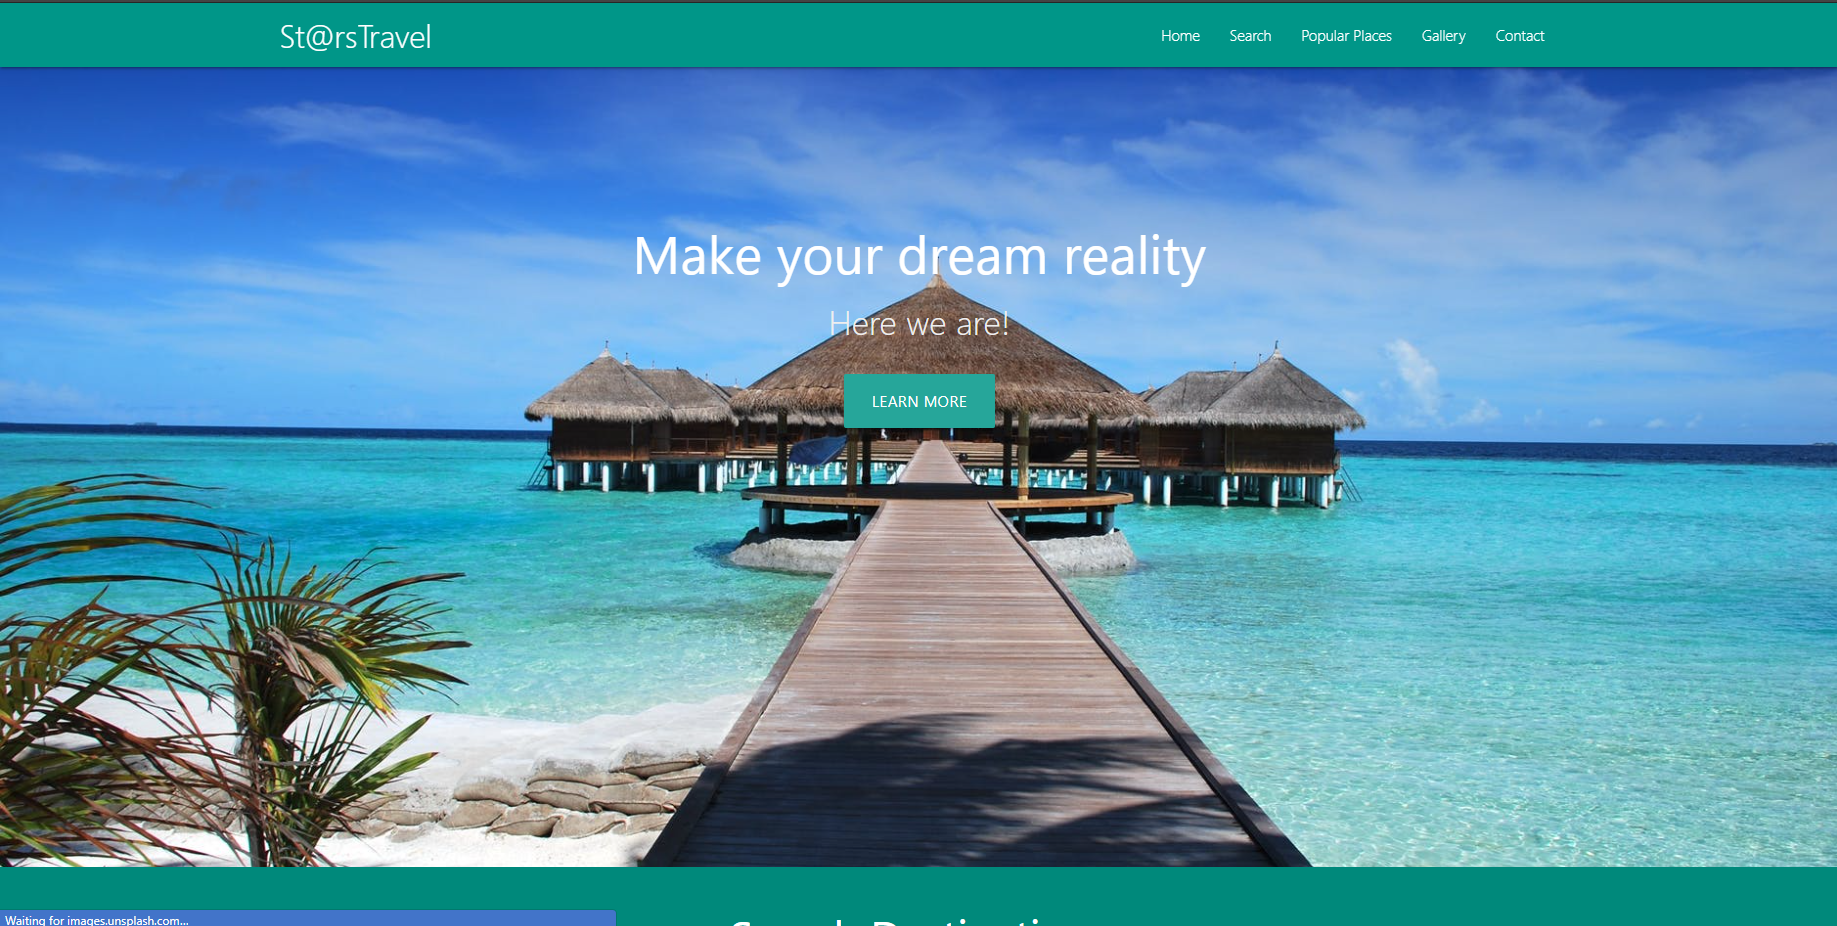 St@rsTravel
Home Search Popular Places Gallery Contact
Make your dream reality
Here we are!
LEARN MORE
Waiting for images.unsplash.com...